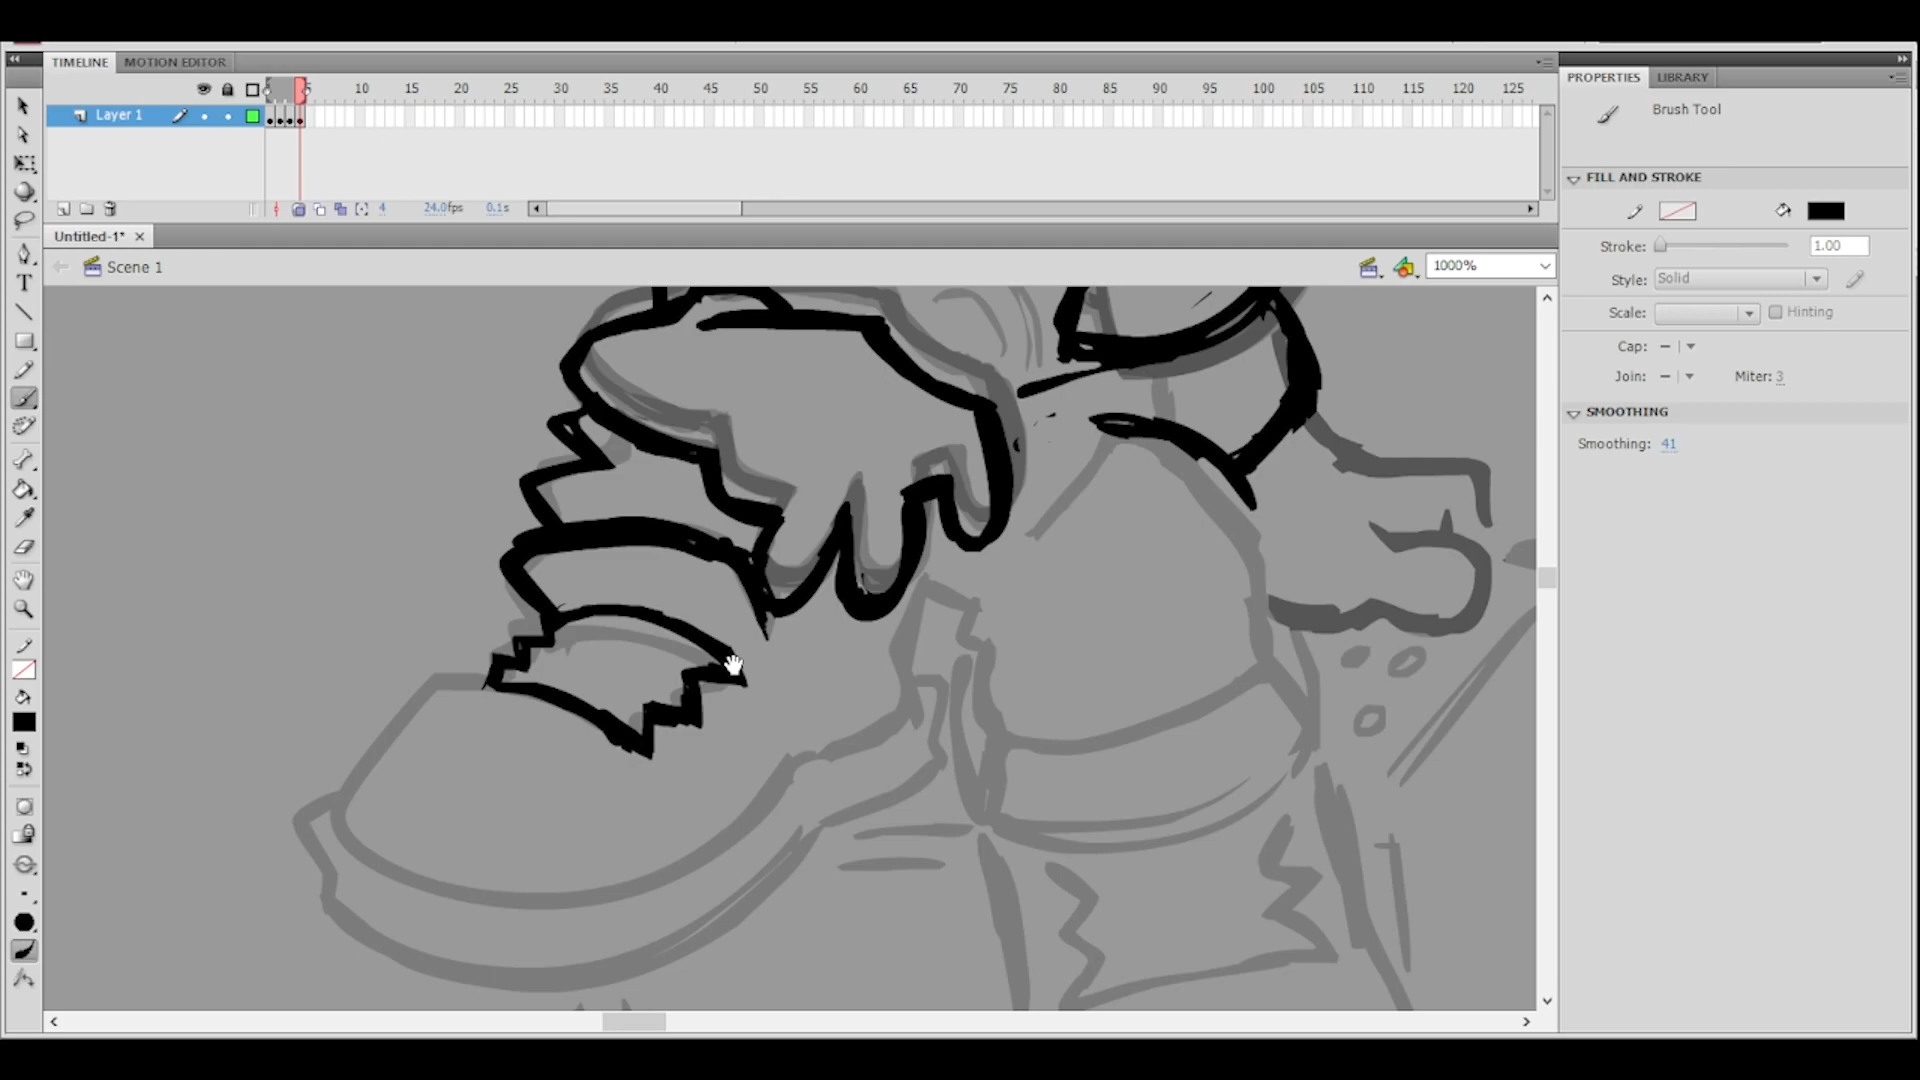 TIMELINE MOTION EDITOR
5 10 15 20 25 30 35 40 45 50 55 60 65 70 75 80 85 90 95 100 105 110 115 120 125
Layer 1
4 24.0fps 0.1s
Untitled-1*
Scene 1
1000%
PROPERTIES LIBRARY
Brush Tool
FILL AND STROKE
Stroke: 1.00
Style: Solid
Scale: Hinting
Cap:
Join: Miter: 3
SMOOTHING
Smoothing: 41
T